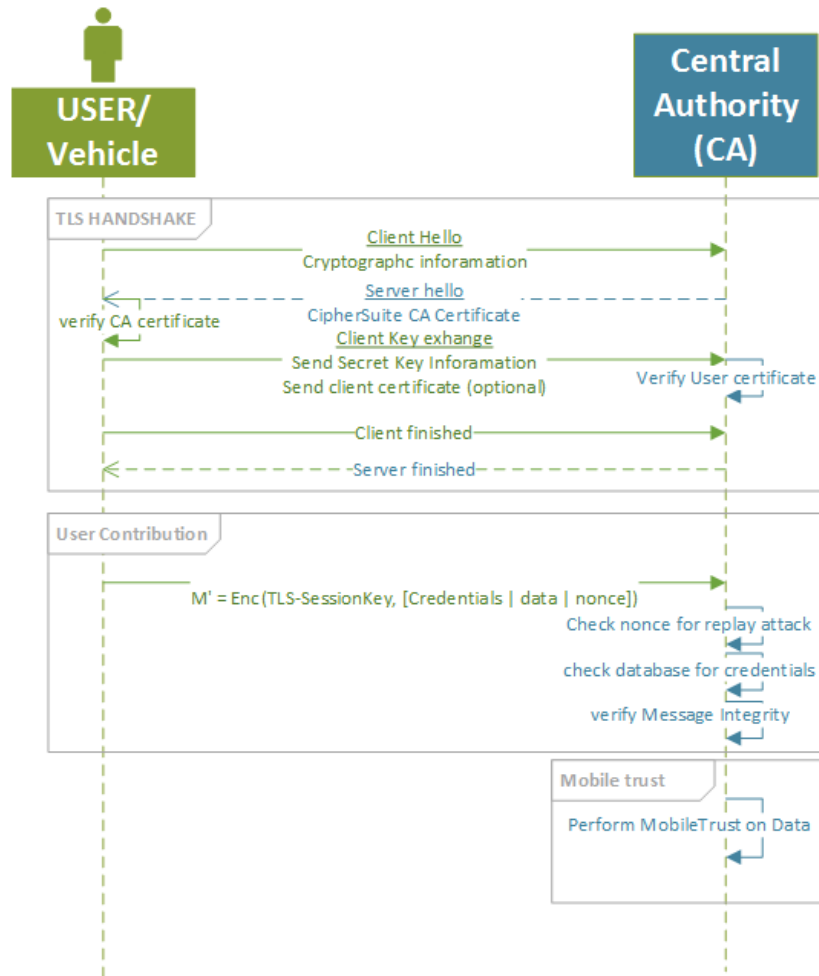 USER/
Vehicle
Central
Authority
(CA)
TLS HANDSHAKE
Client Hello
Cryptographc inforamation
Server hello
CipherSuite CA Certificate
verify CA certificate
Client Key exhange
Send Secret Key Inforamation
Send client certificate (optional)
Verify User certificate
Client finished
Server finished
User Contribution
M' = Enc(TLS-SessionKey, [Credentials | data | nonce])
Check nonce for replay attack
check database for credentials
verify Message Integrity
Mobile trust
Perform MobileTrust on Data